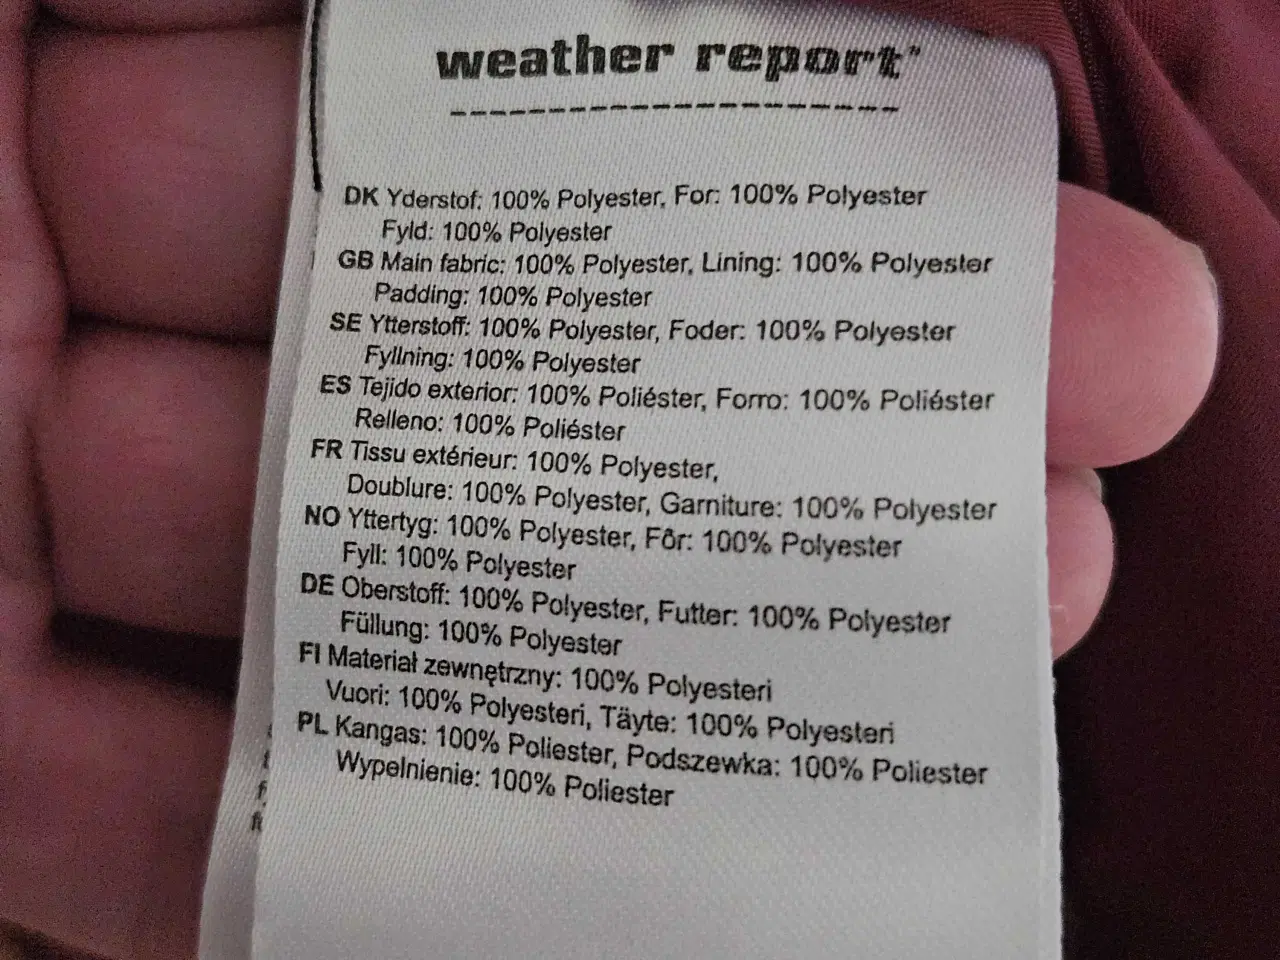 weather report™
DK Yderstof: 100% Polyester, For: 100% Polyester
Fyld: 100% Polyester
GB Main fabric: 100% Polyester, Lining: 100% Polyester
Padding: 100% Polyester
SE Ytterstoff: 100% Polyester, Foder: 100% Polyester
Fyllning: 100% Polyester
ES Tejido exterior: 100% Poliéster, Forro: 100% Poliéster
Relleno: 100% Poliéster
FR Tissu extérieur: 100% Polyester,
Doublure: 100% Polyester, Garniture: 100% Polyester
NO Yttertyg: 100% Polyester, Fôr: 100% Polyester
Fyll: 100% Polyester
DE Oberstoff: 100% Polyester, Futter: 100% Polyester
Füllung: 100% Polyester
FI Materiał zewnętrzny: 100% Polyesteri
Vuori: 100% Polyesteri, Täyte: 100% Polyesteri
PL Kangas: 100% Poliester, Podszewka: 100% Poliester
Wypelnienie: 100% Poliester